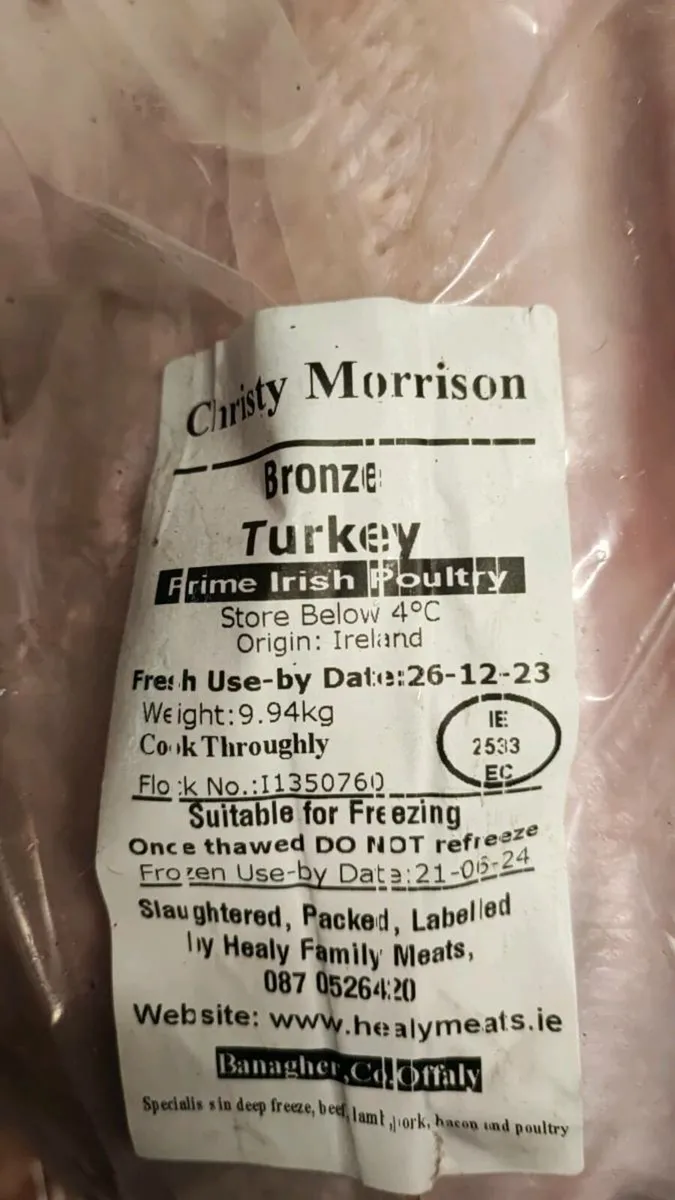 Christy Morrison
Bronze
Turkey
Prime Irish Poultry
Store Below 4°C
Origin: Ireland
Fresh Use-by Date:26-12-23
Weight:9.94kg
Cook Throughly
IE
2533
EC
Flock No.:I1350760
Suitable for Freezing
Once thawed DO NOT refreeze
Frozen Use-by Date:21-06-24
Slaughtered, Packed, Labelled
by Healy Family Meats,
087 0526420
Website: www.healymeats.ie
Banagher,Co.Offaly
Specialis s in deep freeze, beef, lamb, pork, bacon and poultry